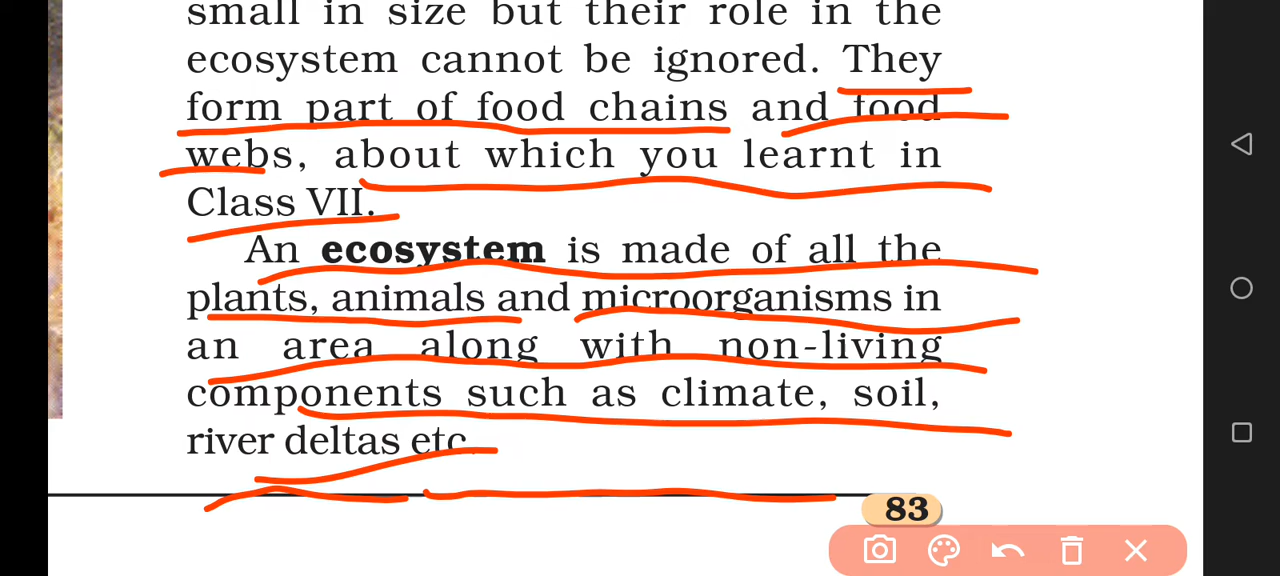 small in size but their role in the
ecosystem cannot be ignored. They
form part of food chains and food
webs, about which you learnt in
Class VII.
An ecosystem is made of all the
plants, animals and microorganisms in
an area along with non-living
components such as climate, soil,
river deltas etc.
83